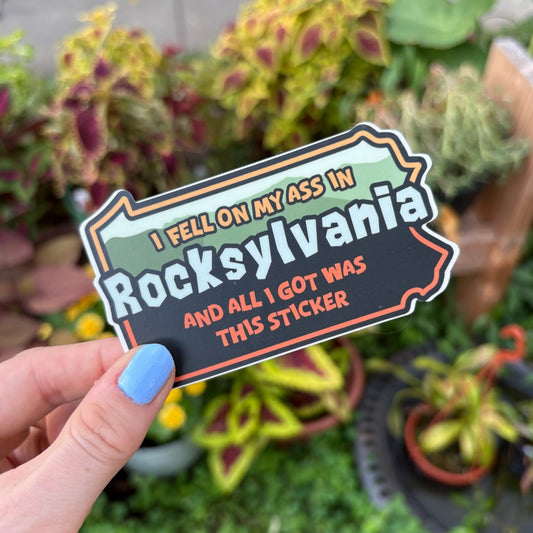 I FELL ON MY ASS IN
Rocksylvania
AND ALL I GOT WAS
THIS STICKER